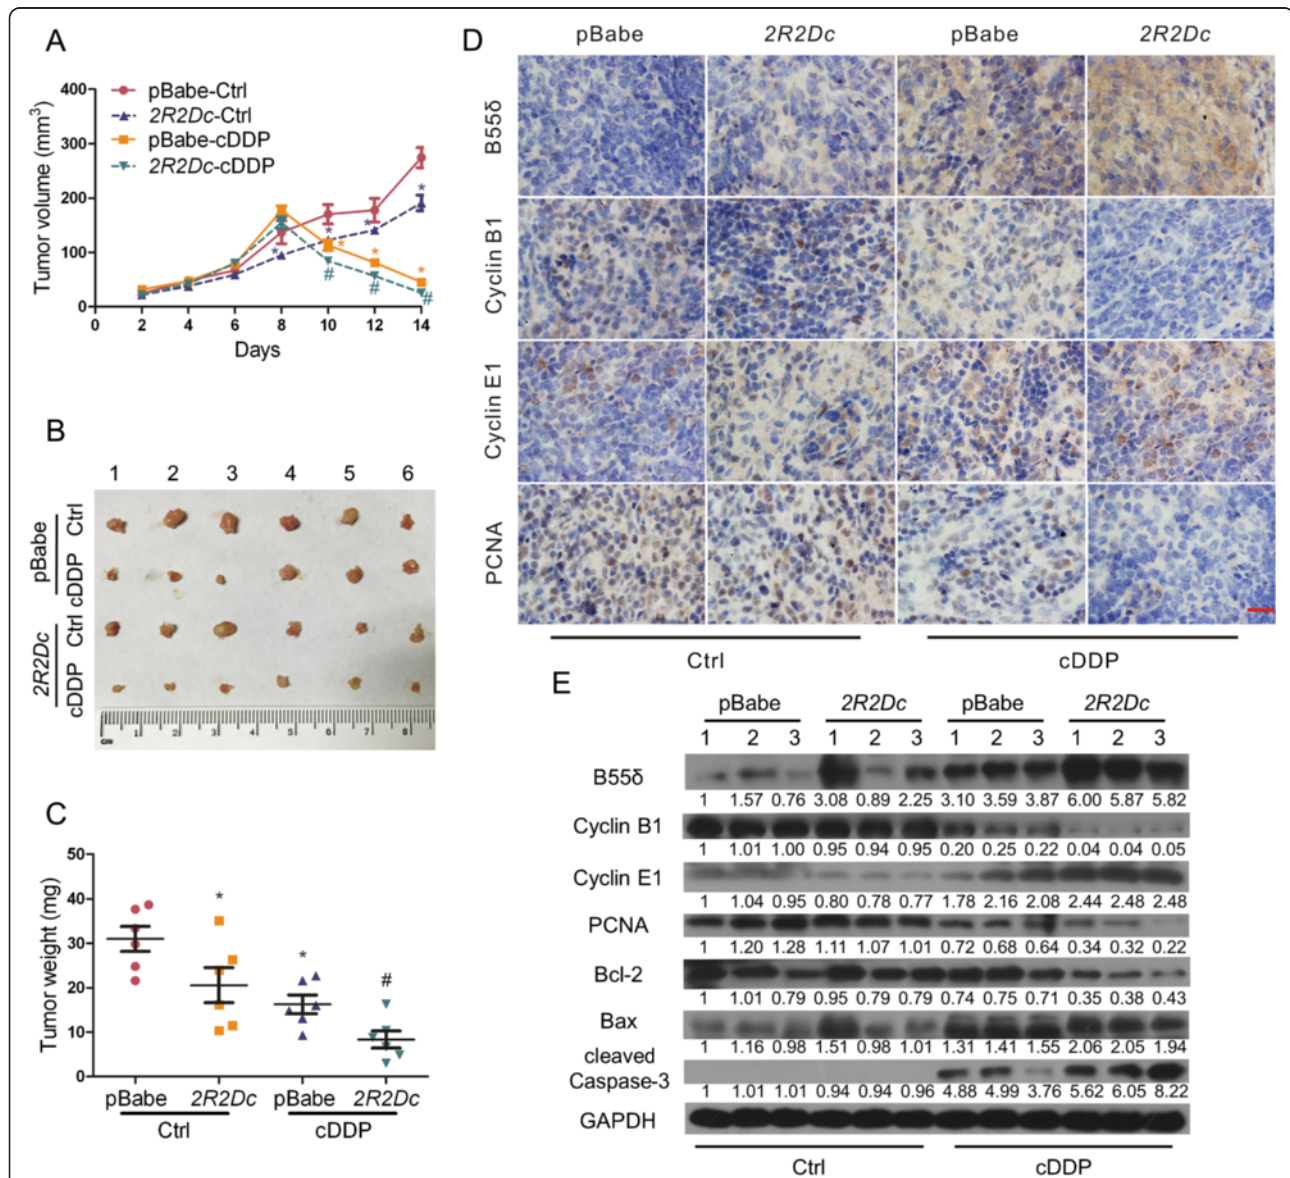 A
Tumor volume (mm³)
400
300
200
100
0
pBabe-Ctrl
2R2Dc-Ctrl
pBabe-cDDP
2R2Dc-cDDP
* * * *
* * *
# # #
0 2 4 6 8 10 12 14
Days
B
1 2 3 4 5 6
pBabe
Ctrl
cDDP
2R2Dc
Ctrl
cDDP
1 2 3 4 5 6 7 8
C
Tumor weight (mg)
50
40
30
20
10
0
* * #
pBabe 2R2Dc pBabe 2R2Dc
Ctrl cDDP
D
pBabe 2R2Dc pBabe 2R2Dc
B55δ
Cyclin B1
Cyclin E1
PCNA
Ctrl cDDP
E
pBabe 2R2Dc pBabe 2R2Dc
1 2 3 1 2 3 1 2 3 1 2 3
B55δ
1 1.57 0.76 3.08 0.89 2.25 3.10 3.59 3.87 6.00 5.87 5.82
Cyclin B1
1 1.01 1.00 0.95 0.94 0.95 0.20 0.25 0.22 0.04 0.04 0.05
Cyclin E1
1 1.04 0.95 0.80 0.78 0.77 1.78 2.16 2.08 2.44 2.48 2.48
PCNA
1 1.20 1.28 1.11 1.07 1.01 0.72 0.68 0.64 0.34 0.32 0.22
Bcl-2
1 1.01 0.79 0.95 0.79 0.79 0.74 0.75 0.71 0.35 0.38 0.43
Bax
1 1.16 0.98 1.51 0.98 1.01 1.31 1.41 1.55 2.06 2.05 1.94
cleaved
Caspase-3
1 1.01 1.01 0.94 0.94 0.96 4.88 4.99 3.76 5.62 6.05 8.22
GAPDH
Ctrl cDDP